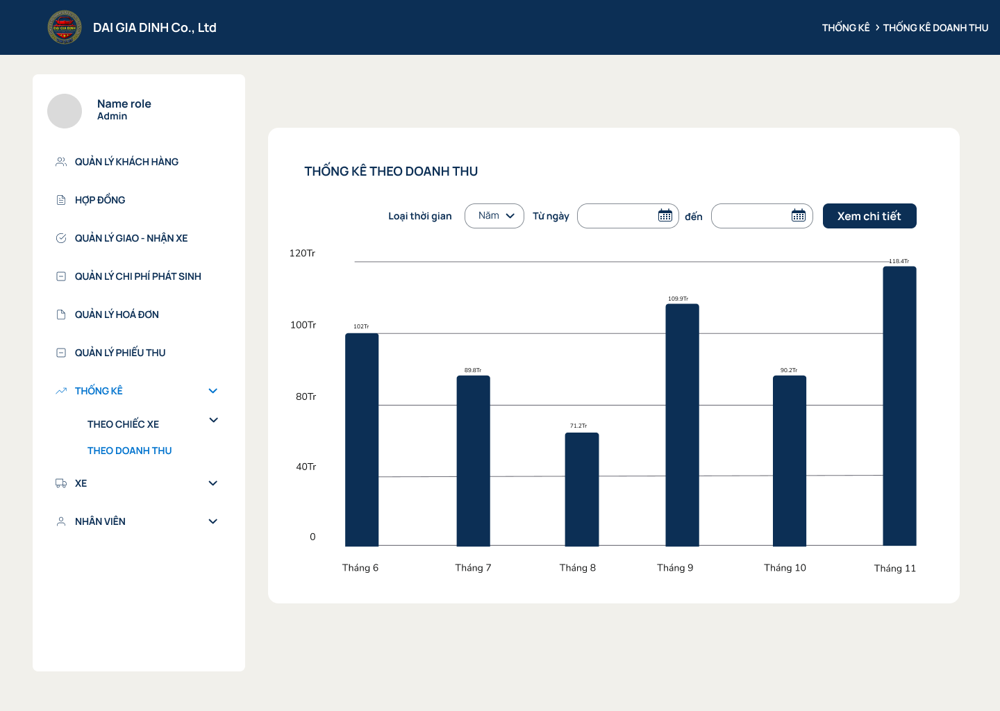 DAI GIA DINH
DAI GIA DINH Co., Ltd
THỐNG KÊ > THỐNG KÊ DOANH THU
Name role
Admin
QUẢN LÝ KHÁCH HÀNG
HỢP ĐỒNG
QUẢN LÝ GIAO - NHẬN XE
QUẢN LÝ CHI PHÍ PHÁT SINH
QUẢN LÝ HOÁ ĐƠN
QUẢN LÝ PHIẾU THU
THỐNG KÊ
THEO CHIẾC XE
THEO DOANH THU
XE
NHÂN VIÊN
THỐNG KÊ THEO DOANH THU
Loại thời gian Năm Từ ngày đến Xem chi tiết
120Tr
100Tr
80Tr
40Tr
0
102Tr
89.8Tr
71.2Tr
109.9Tr
90.2Tr
118.4Tr
Tháng 6 Tháng 7 Tháng 8 Tháng 9 Tháng 10 Tháng 11